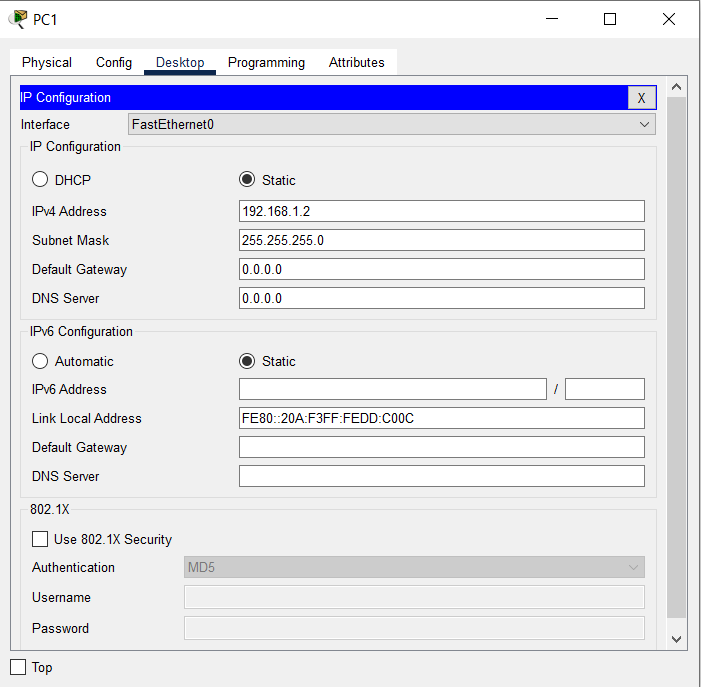 PC1
Physical Config Desktop Programming Attributes
IP Configuration X
Interface FastEthernet0
IP Configuration
DHCP Static
IPv4 Address 192.168.1.2
Subnet Mask 255.255.255.0
Default Gateway 0.0.0.0
DNS Server 0.0.0.0
IPv6 Configuration
Automatic Static
IPv6 Address /
Link Local Address FE80::20A:F3FF:FEDD:C00C
Default Gateway
DNS Server
802.1X
Use 802.1X Security
Authentication MD5
Username
Password
Top